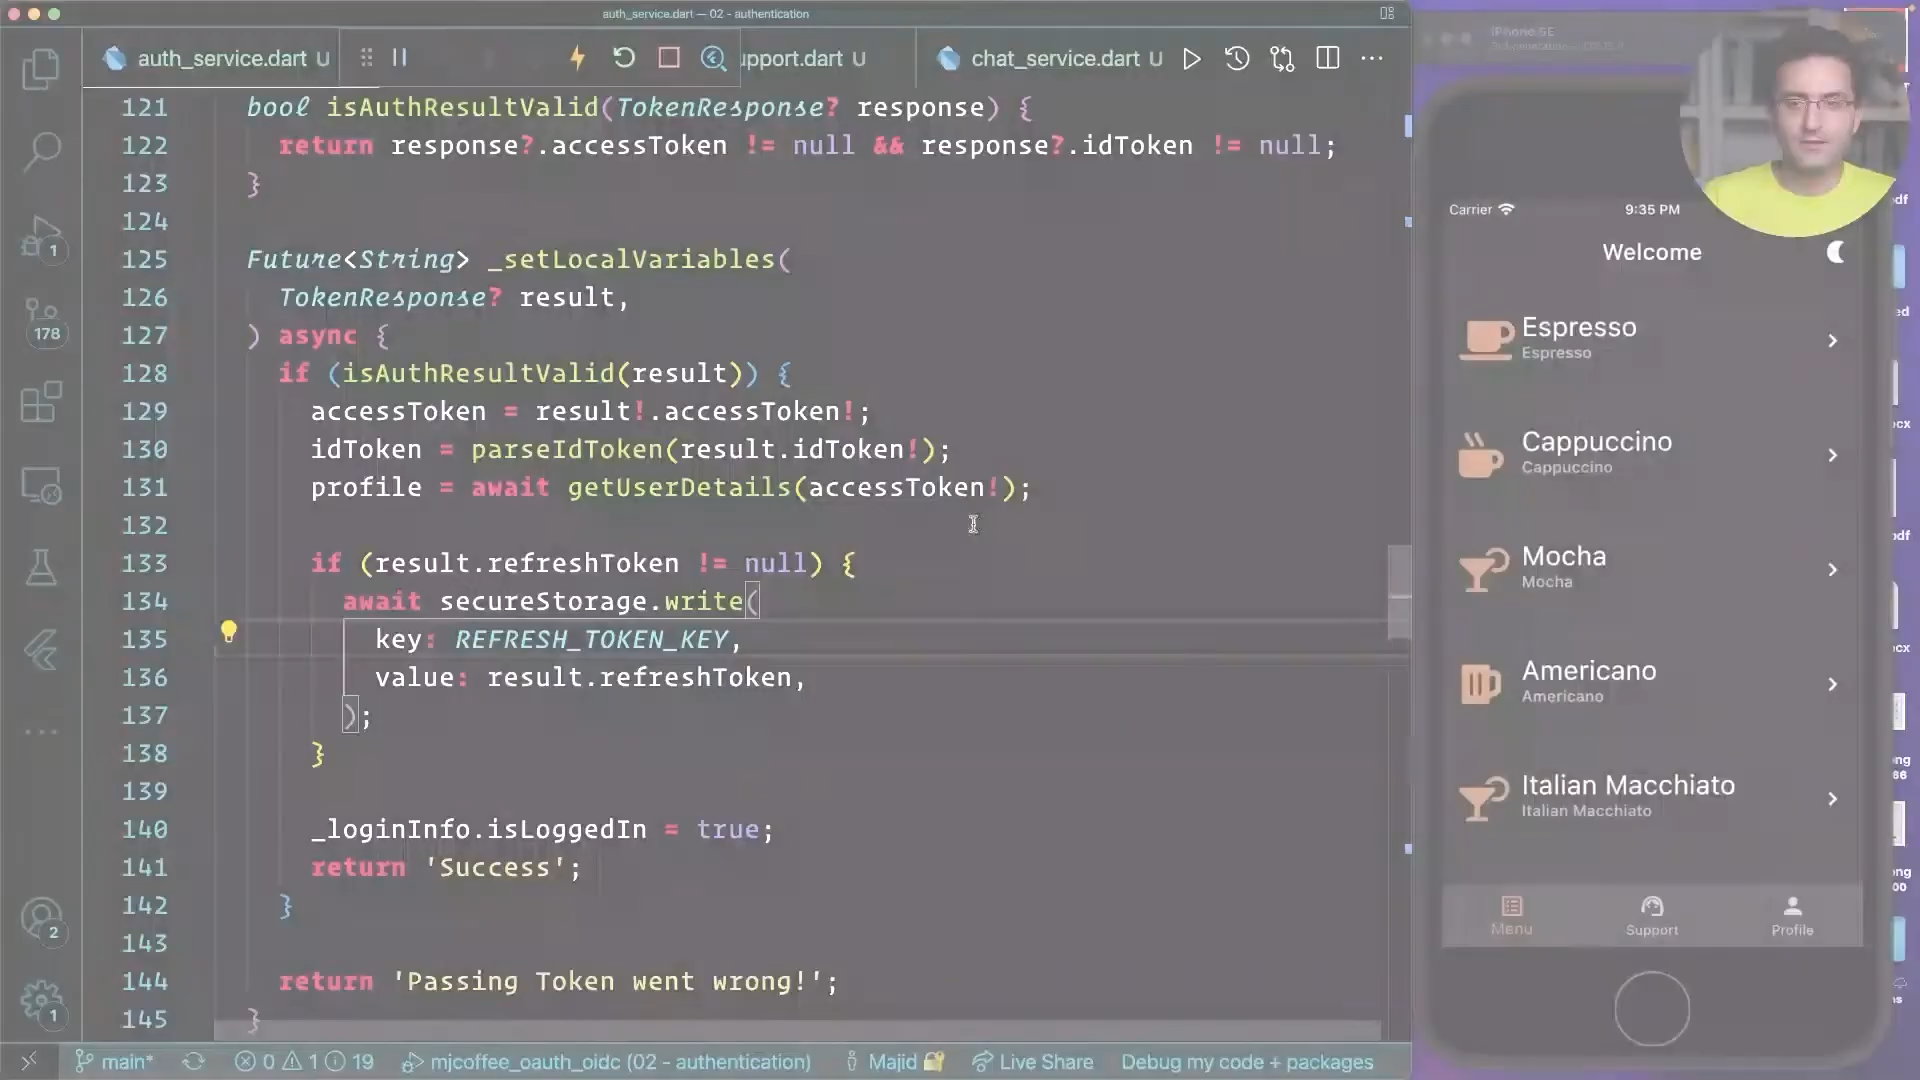 auth_service.dart — 02 - authentication
auth_service.dart U
upport.dart U
chat_service.dart U
121 bool isAuthResultValid(TokenResponse? response) {
122 return response?.accessToken != null && response?.idToken != null;
123 }
124
125 Future<String> _setLocalVariables(
126 TokenResponse? result,
127 ) async {
128 if (isAuthResultValid(result)) {
129 accessToken = result!.accessToken!;
130 idToken = parseIdToken(result.idToken!);
131 profile = await getUserDetails(accessToken!);
132
133 if (result.refreshToken != null) {
134 await secureStorage.write(
135 key: REFRESH_TOKEN_KEY,
136 value: result.refreshToken,
137 );
138 }
139
140 _loginInfo.isLoggedIn = true;
141 return 'Success';
142 }
143
144 return 'Passing Token went wrong!';
145 }
1
178
2
1
main* 0 1 19 mjcoffee_oauth_oidc (02 - authentication) Majid Live Share Debug my code + packages
iPhone SE
Carrier 9:35 PM
Welcome
Espresso
Espresso
Cappuccino
Cappuccino
Mocha
Mocha
Americano
Americano
Italian Macchiato
Italian Macchiato
Menu Support Profile